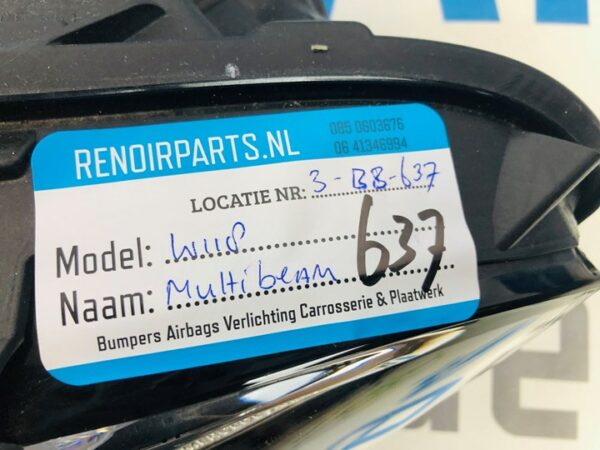 RENOIRPARTS.NL
085 0603676
06 41346994
LOCATIE NR: 3-BB-637
Model: W118
Naam: Multibeam
637
Bumpers Airbags Verlichting Carrosserie & Plaatwerk